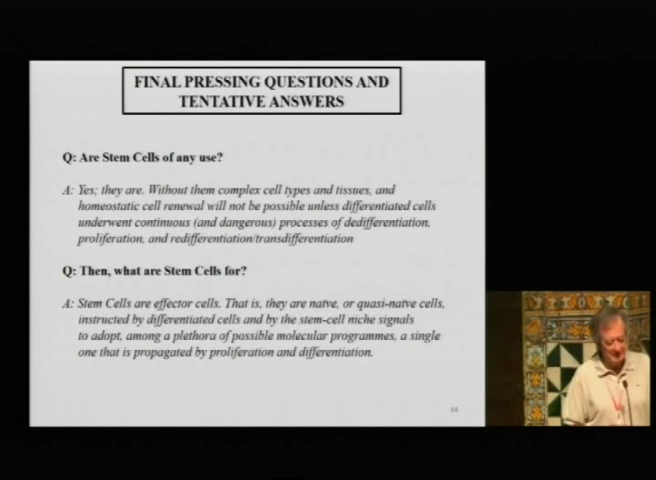 FINAL PRESSING QUESTIONS AND
TENTATIVE ANSWERS
Q: Are Stem Cells of any use?
A: Yes; they are. Without them complex cell types and tissues, and
homeostatic cell renewal will not be possible unless differentiated cells
underwent continuous (and dangerous) processes of dedifferentiation,
proliferation, and redifferentiation/transdifferentiation
Q: Then, what are Stem Cells for?
A: Stem Cells are effector cells. That is, they are naïve, or quasi-naïve cells,
instructed by differentiated cells and by the stem-cell niche signals
to adopt, among a plethora of possible molecular programmes, a single
one that is propagated by proliferation and differentiation.